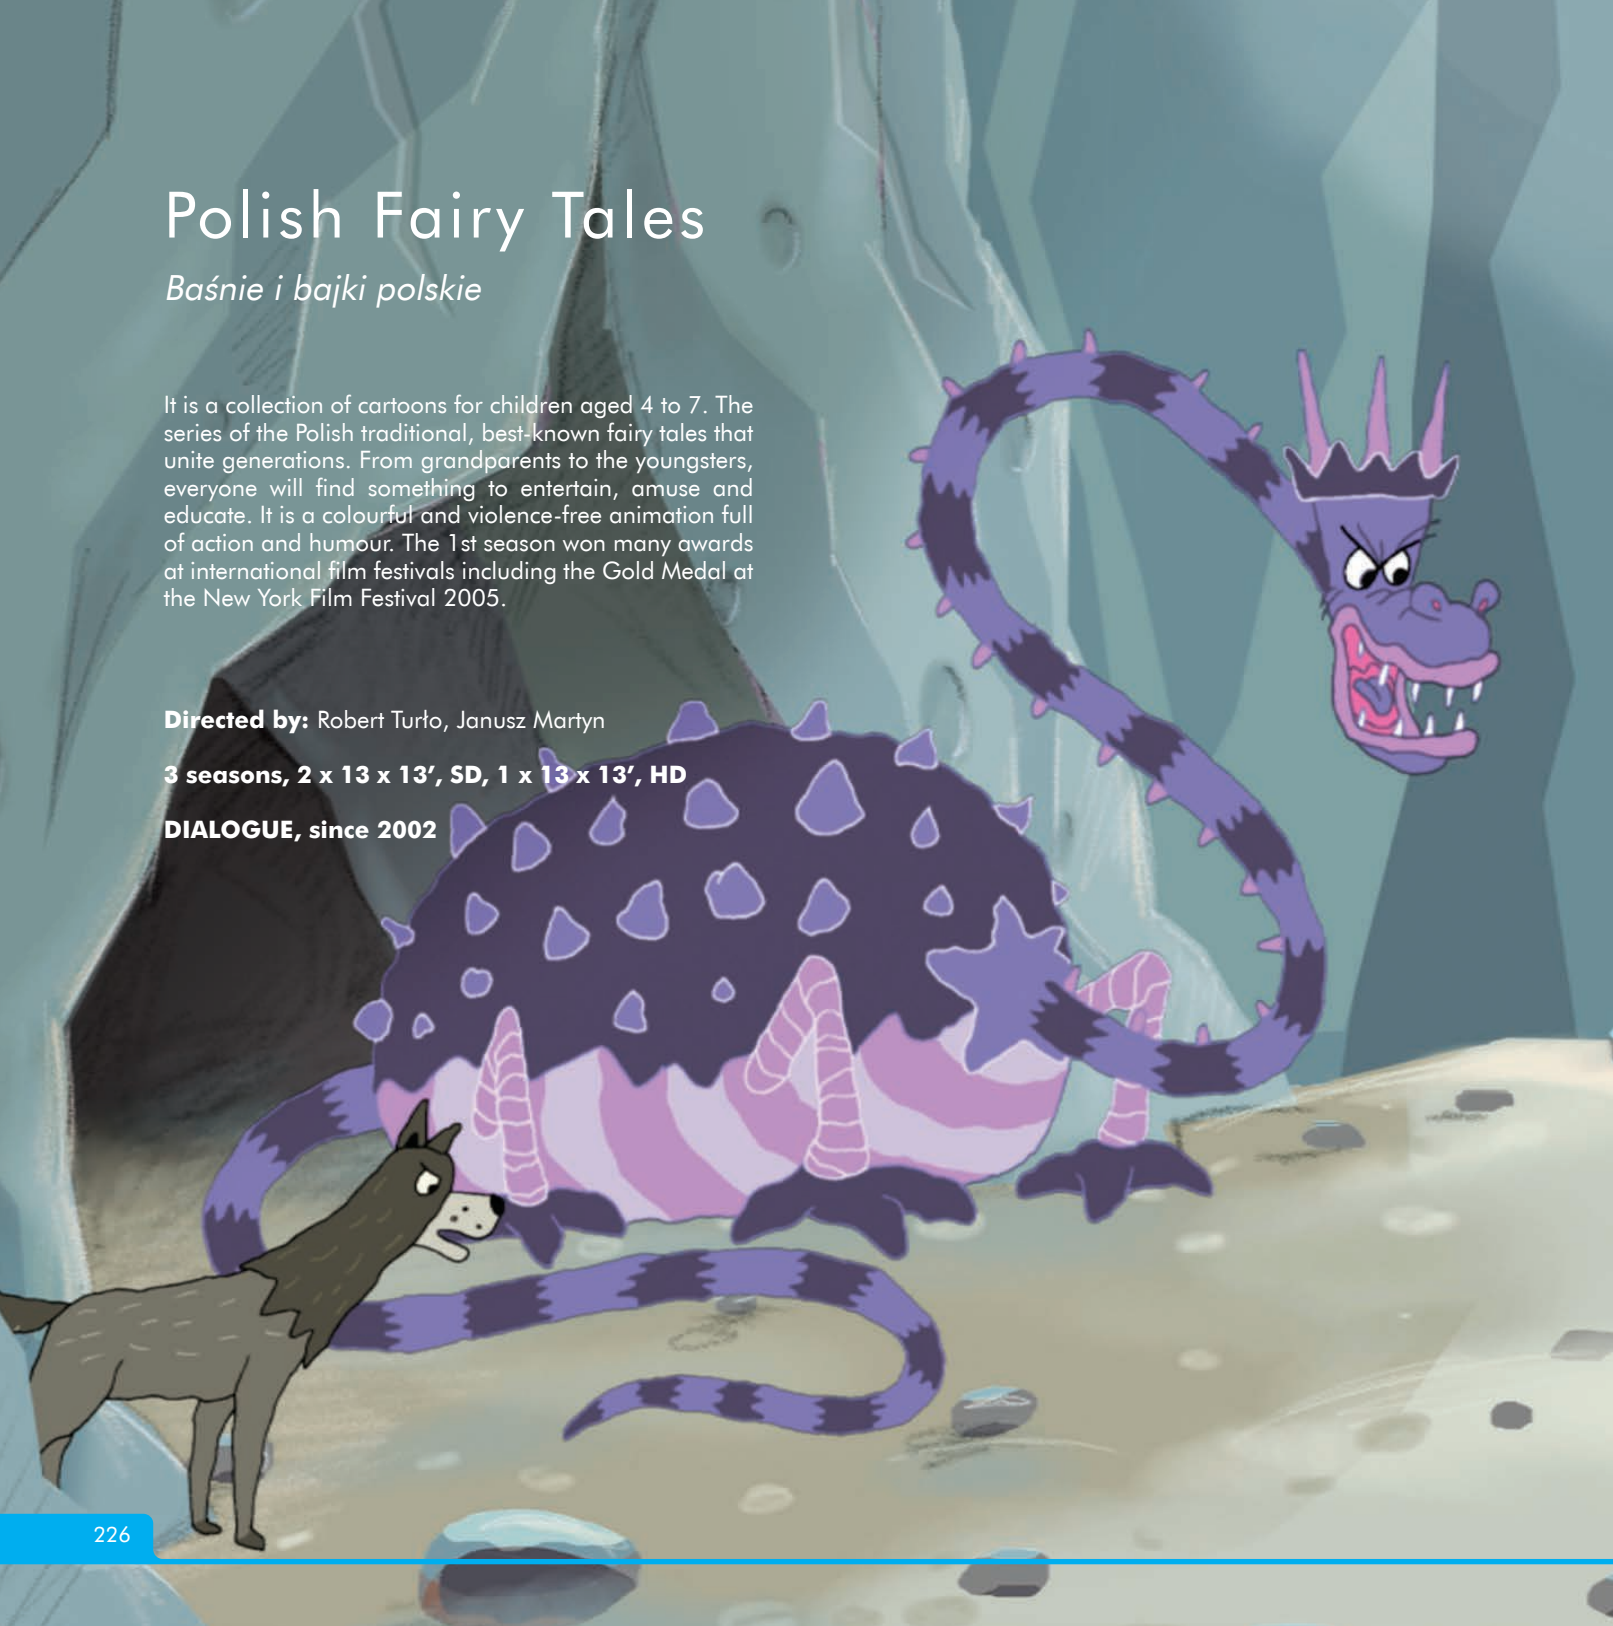 Polish Fairy Tales
Baśnie i bajki polskie
It is a collection of cartoons for children aged 4 to 7. The
series of the Polish traditional, best-known fairy tales that
unite generations. From grandparents to the youngsters,
everyone will find something to entertain, amuse and
educate. It is a colourful and violence-free animation full
of action and humour. The 1st season won many awards
at international film festivals including the Gold Medal at
the New York Film Festival 2005.
Directed by: Robert Turło, Janusz Martyn
3 seasons, 2 x 13 x 13’, SD, 1 x 13 x 13’, HD
DIALOGUE, since 2002
226